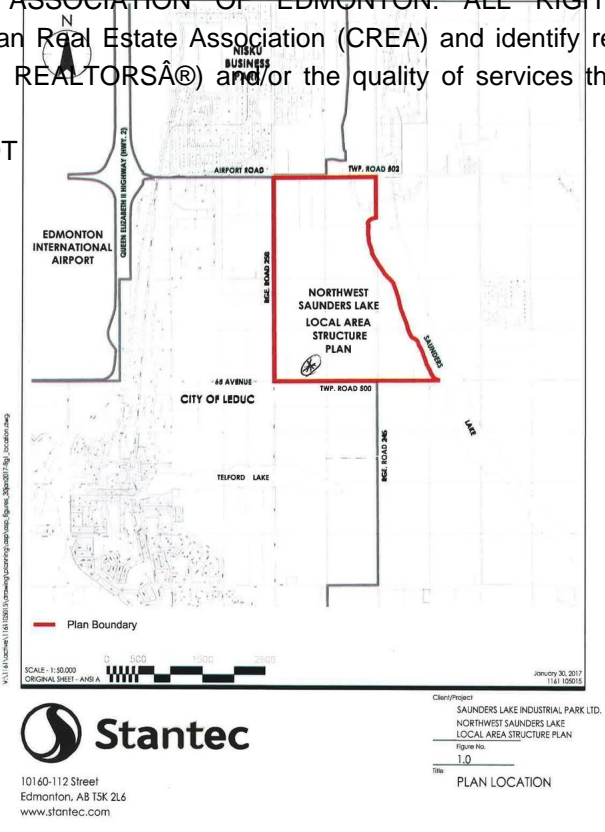 ASSOCIATION OF EDMONTON. ALL RIGHT
an Real Estate Association (CREA) and identify re
REALTORSÂ®) and/or the quality of services th
OT
N
NISKU
BUSINESS
PARK
QUEEN ELIZABETH II HIGHWAY (HWY. 2)
AIRPORT ROAD
TWP. ROAD 502
EDMONTON
INTERNATIONAL
AIRPORT
RGE. ROAD 250
NORTHWEST
SAUNDERS LAKE
LOCAL AREA
STRUCTURE
PLAN
SAUNDERS
LAKE
65 AVENUE
TWP. ROAD 500
CITY OF LEDUC
RGE. ROAD 245
TELFORD LAKE
Plan Boundary
0 500 1500 2500
SCALE - 1:50,000
ORIGINAL SHEET - ANSI A
January 30, 2017
1161 105015
Stantec
10160-112 Street
Edmonton, AB T5K 2L6
www.stantec.com
Client/Project
SAUNDERS LAKE INDUSTRIAL PARK LTD.
NORTHWEST SAUNDERS LAKE
LOCAL AREA STRUCTURE PLAN
Figure No.
1.0
Title
PLAN LOCATION